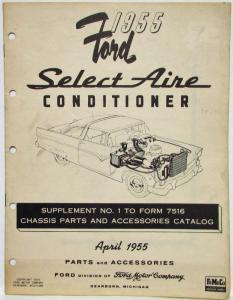 1955
Ford
Select Aire
CONDITIONER
SUPPLEMENT NO. 1 TO FORM 7516
CHASSIS PARTS AND ACCESSORIES CATALOG
April 1955
PARTS AND ACCESSORIES
FORD DIVISION OF Ford Motor Company
DEARBORN, MICHIGAN
FoMoCo